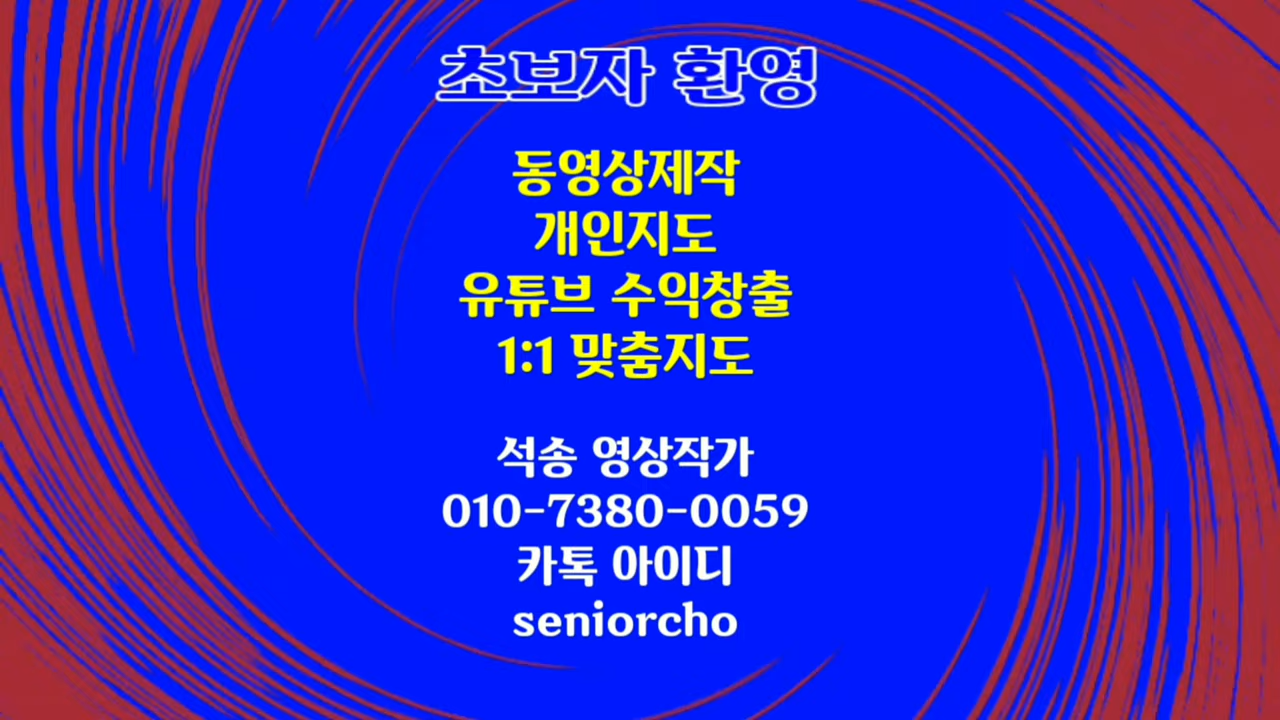 초보자 환영
동영상제작
개인지도
유튜브 수익창출
1:1 맞춤지도
석송 영상작가
010-7380-0059
카톡 아이디
seniorcho